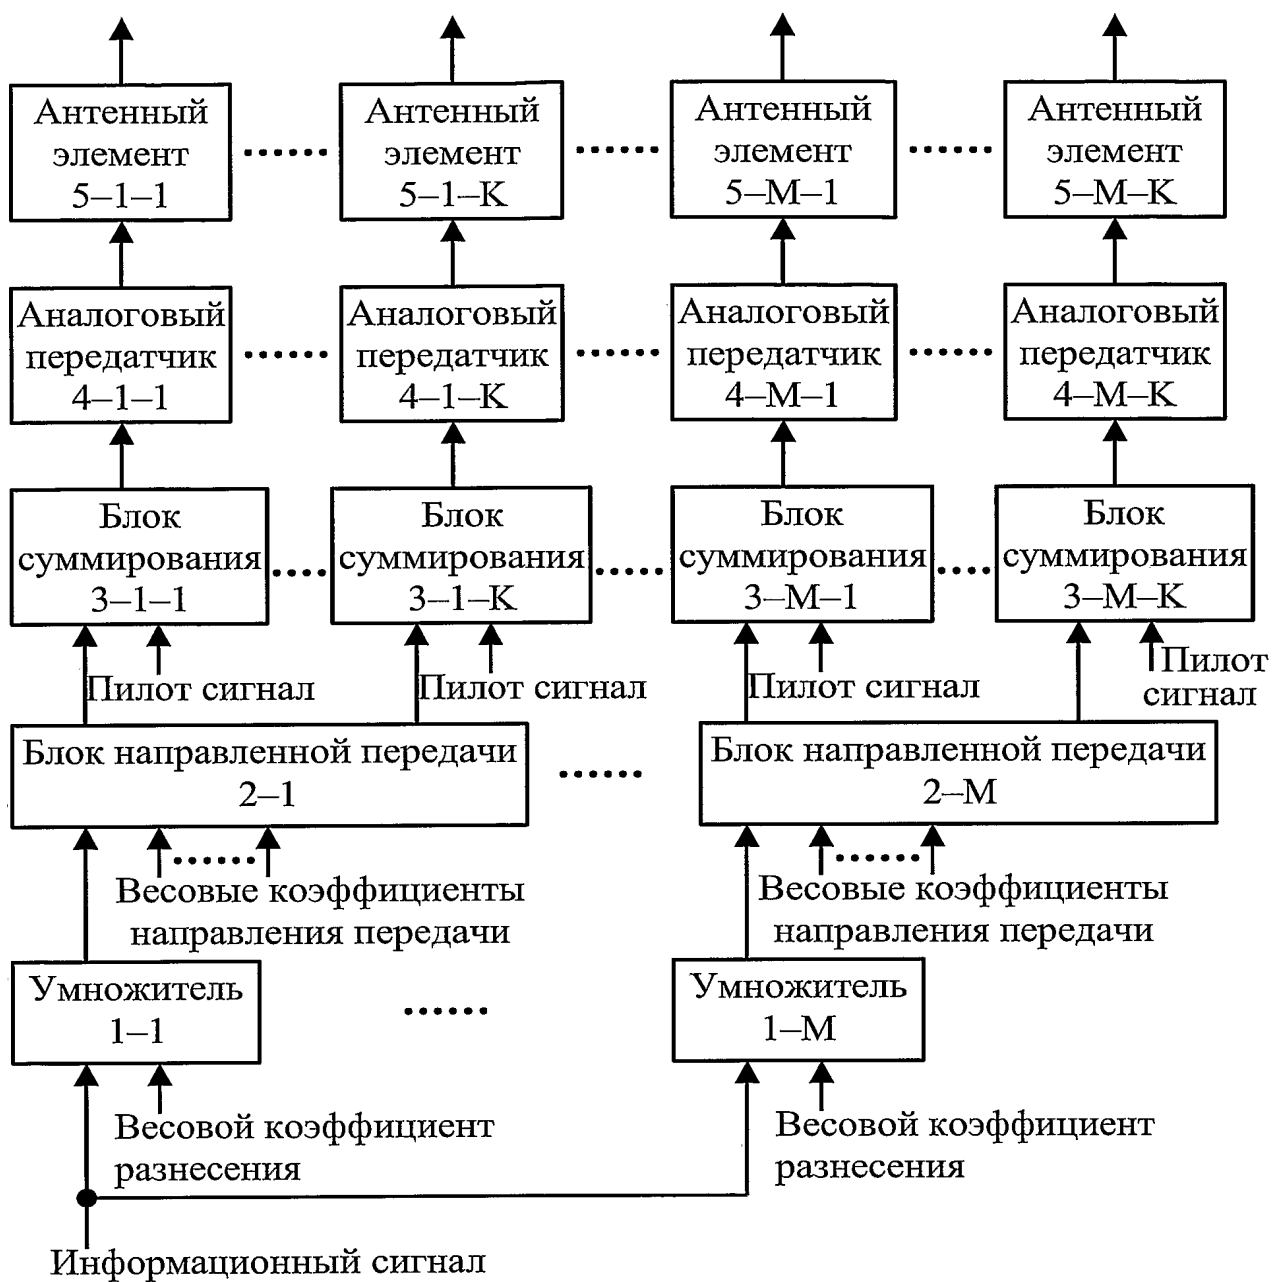 Антенный
элемент
5–1–1
Антенный
элемент
5–1–K
Антенный
элемент
5–M–1
Антенный
элемент
5–M–K
Аналоговый
передатчик
4–1–1
Аналоговый
передатчик
4–1–K
Аналоговый
передатчик
4–M–1
Аналоговый
передатчик
4–M–K
Блок
суммирования
3–1–1
Блок
суммирования
3–1–K
Блок
суммирования
3–M–1
Блок
суммирования
3–M–K
Пилот сигнал
Пилот сигнал
Пилот сигнал
Пилот
сигнал
Блок направленной передачи
2–1
Блок направленной передачи
2–M
Весовые коэффициенты
направления передачи
Весовые коэффициенты
направления передачи
Умножитель
1–1
Умножитель
1–M
Весовой коэффициент
разнесения
Весовой коэффициент
разнесения
Информационный сигнал